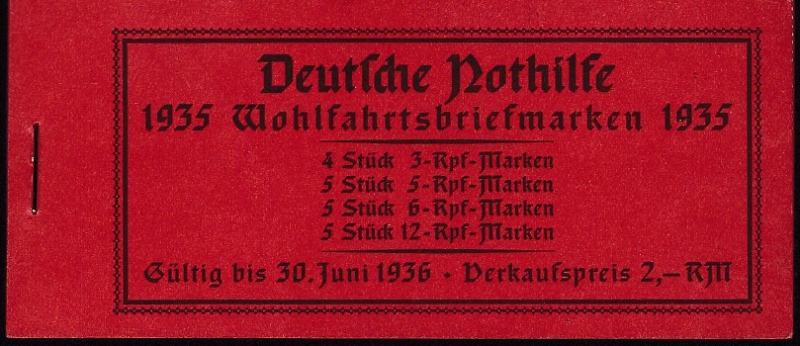 Deutsche Nothilfe
1935 Wohlfahrtsbriefmarken 1935
4 Stück 3-Rpf-Marken
5 Stück 5-Rpf-Marken
5 Stück 6-Rpf-Marken
5 Stück 12-Rpf-Marken
Gültig bis 30. Juni 1936 · Verkaufspreis 2,— RM